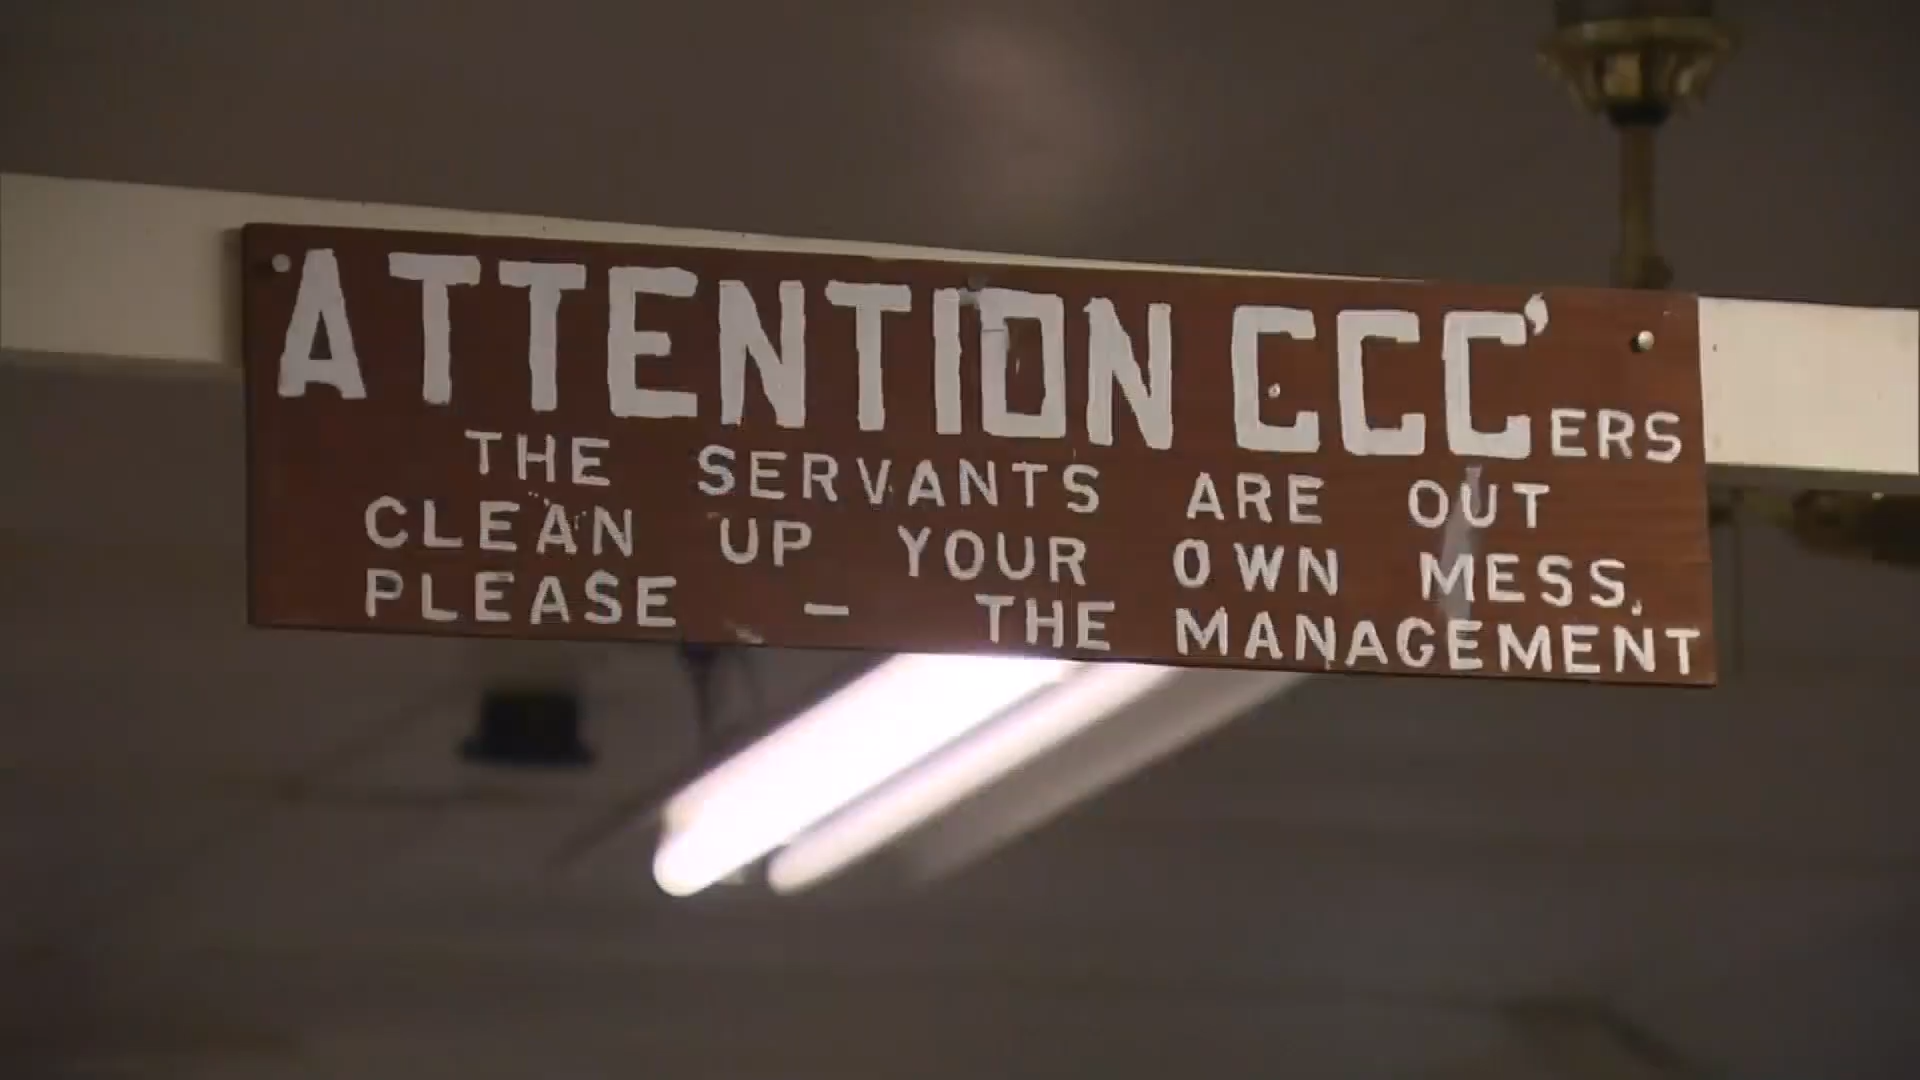 ATTENTION CCC'ERS
THE SERVANTS ARE OUT
CLEAN UP YOUR OWN MESS,
PLEASE - THE MANAGEMENT